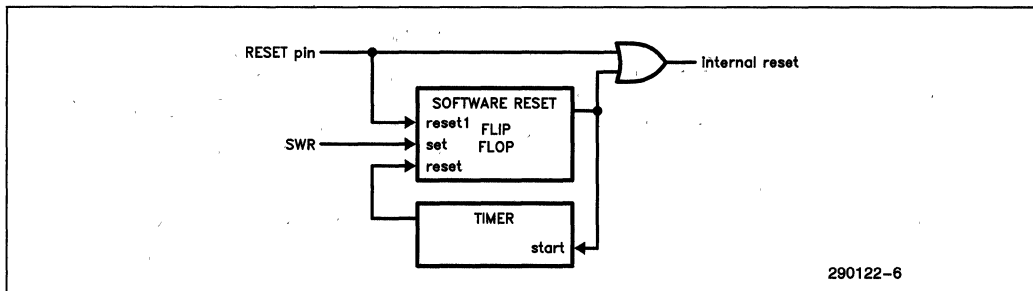 RESET pin
Internal reset
SOFTWARE RESET
reset1 FLIP
SWR
set FLOP
reset
TIMER
start
290122-6